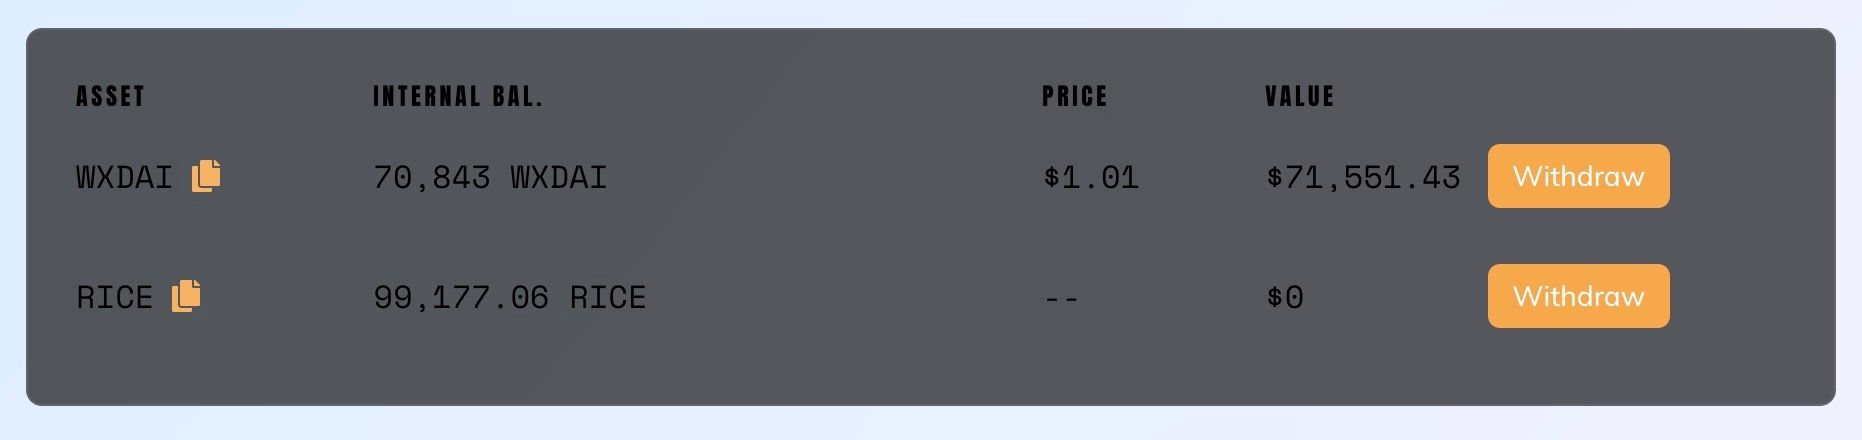 ASSET INTERNAL BAL. PRICE VALUE
WXDAI 70,843 WXDAI $1.01 $71,551.43 Withdraw
RICE 99,177.06 RICE -- $0 Withdraw